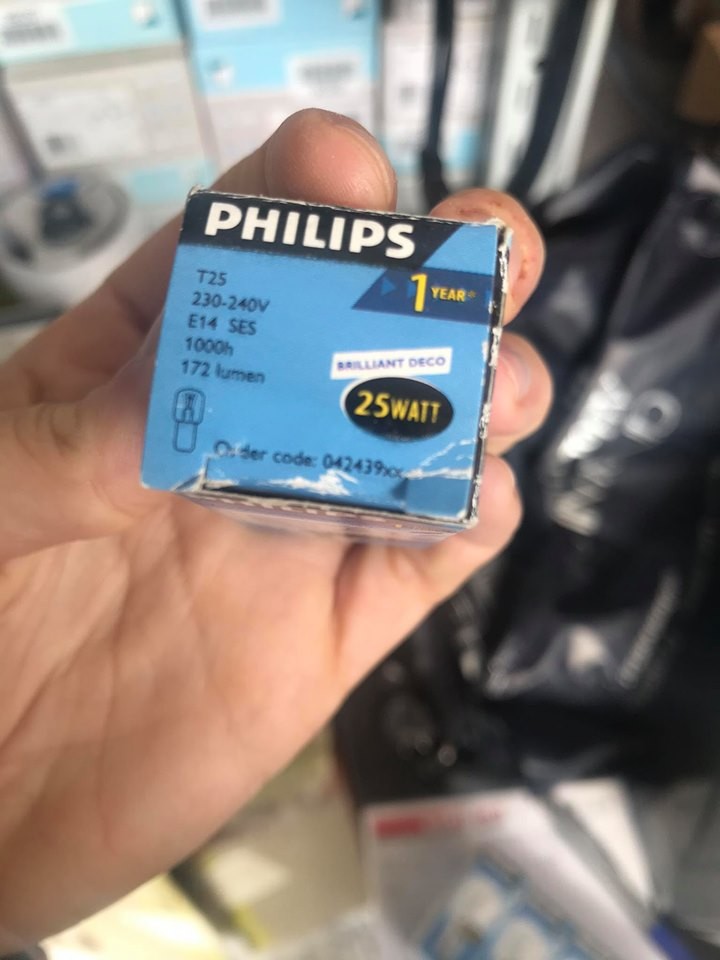 PHILIPS
1 YEAR*
T25
230-240V
E14 SES
1000h
172 lumen
BRILLIANT DECO
25WATT
Order code: 042439xx